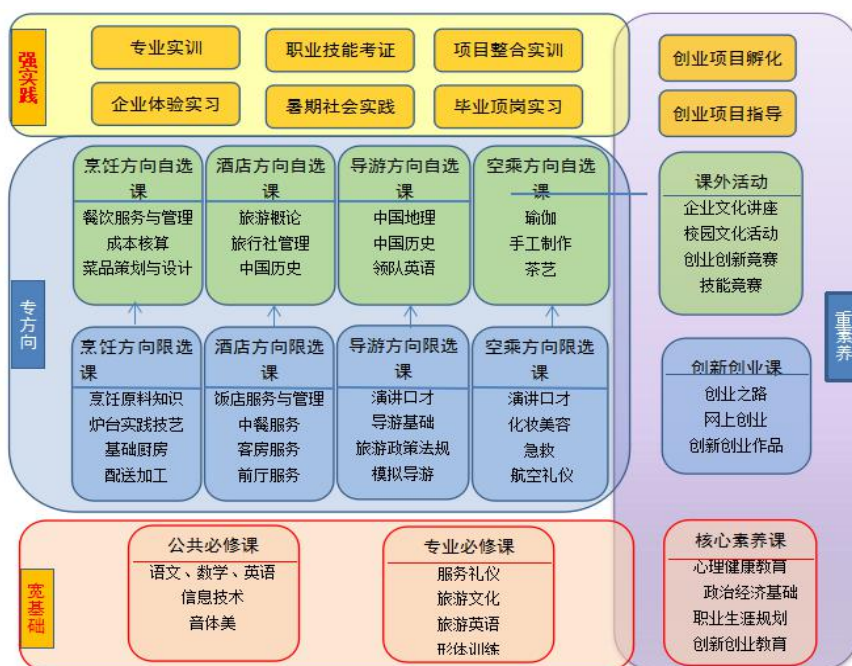 强实践
专业实训
职业技能考证
项目整合实训
企业体验实习
暑期社会实践
毕业顶岗实习
创业项目孵化
创业项目指导
专方向
烹饪方向自选
课
餐饮服务与管理
成本核算
菜品策划与设计
酒店方向自选
课
旅游概论
旅行社管理
中国历史
导游方向自选
课
中国地理
中国历史
领队英语
空乘方向自选
课
瑜伽
手工制作
茶艺
课外活动
企业文化讲座
校园文化活动
创业创新竞赛
技能竞赛
重素养
烹饪方向限选
课
烹饪原料知识
炉台实践技艺
基础厨房
配送加工
酒店方向限选
课
饭店服务与管理
中餐服务
客房服务
前厅服务
导游方向限选
课
演讲口才
导游基础
旅游政策法规
模拟导游
空乘方向限选
课
演讲口才
化妆美容
急救
航空礼仪
创新创业课
创业之路
网上创业
创新创业作品
宽基础
公共必修课
语文、数学、英语
信息技术
音体美
专业必修课
服务礼仪
旅游文化
旅游英语
形体训练
核心素养课
心理健康教育
政治经济基础
职业生涯规划
创新创业教育